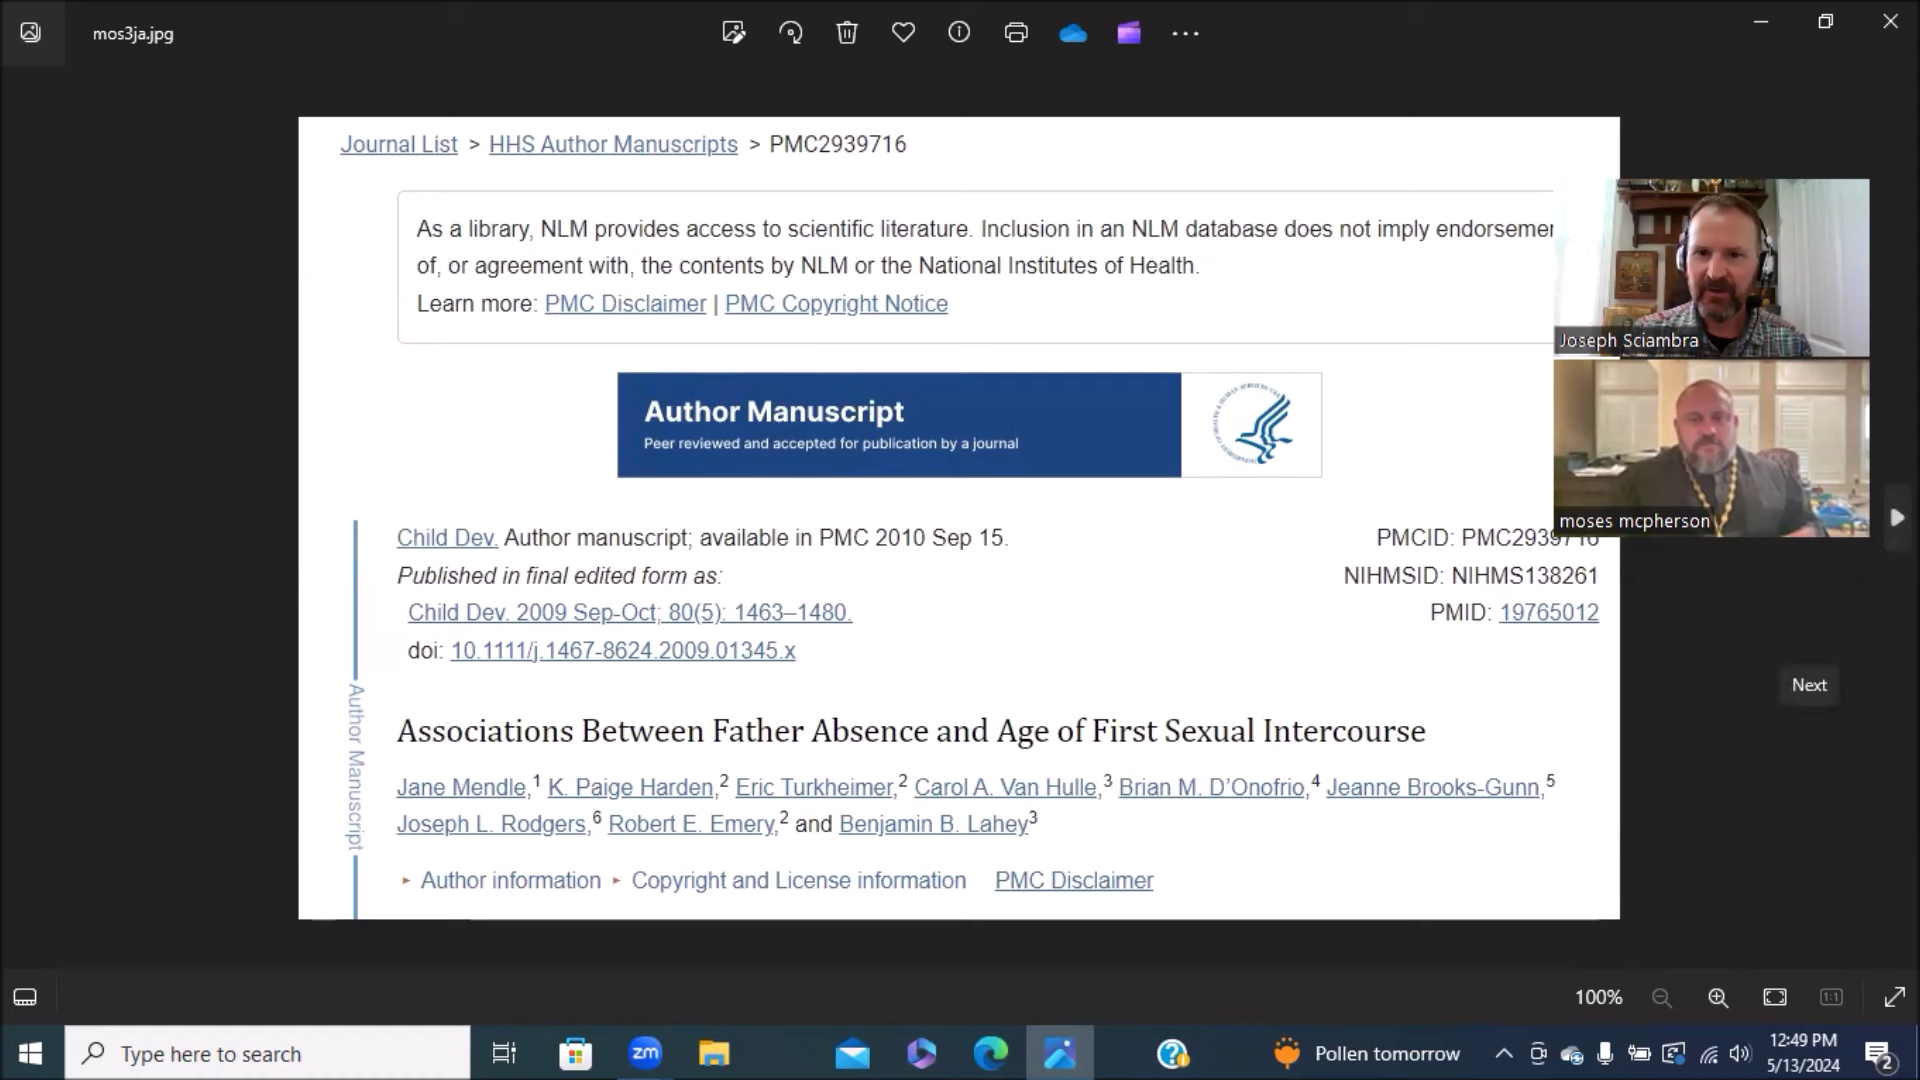 mos3ja.jpg
Journal List > HHS Author Manuscripts > PMC2939716
As a library, NLM provides access to scientific literature. Inclusion in an NLM database does not imply
of, or agreement with, the contents by NLM or the National Institutes of Health.
Learn more: PMC Disclaimer | PMC Copyright Notice
Joseph Sciambra
Author Manuscript
Peer reviewed and accepted for publication by a journal
moses mcpherson
Child Dev. Author manuscript; available in PMC 2010 Sep 15.
Published in final edited form as:
Child Dev. 2009 Sep-Oct; 80(5): 1463–1480.
doi: 10.1111/j.1467-8624.2009.01345.x
PMCID: PMC2939716
NIHMSID: NIHMS138261
PMID: 19765012
Next
Author Manuscript
Associations Between Father Absence and Age of First Sexual Intercourse
Jane Mendle,1 K. Paige Harden,2 Eric Turkheimer,2 Carol A. Van Hulle,3 Brian M. D’Onofrio,4 Jeanne Brooks-Gunn,5
Joseph L. Rodgers,6 Robert E. Emery,2 and Benjamin B. Lahey3
▸ Author information ▸ Copyright and License information PMC Disclaimer
100%
1:1
Type here to search
zm
Pollen tomorrow
12:49 PM
5/13/2024
2